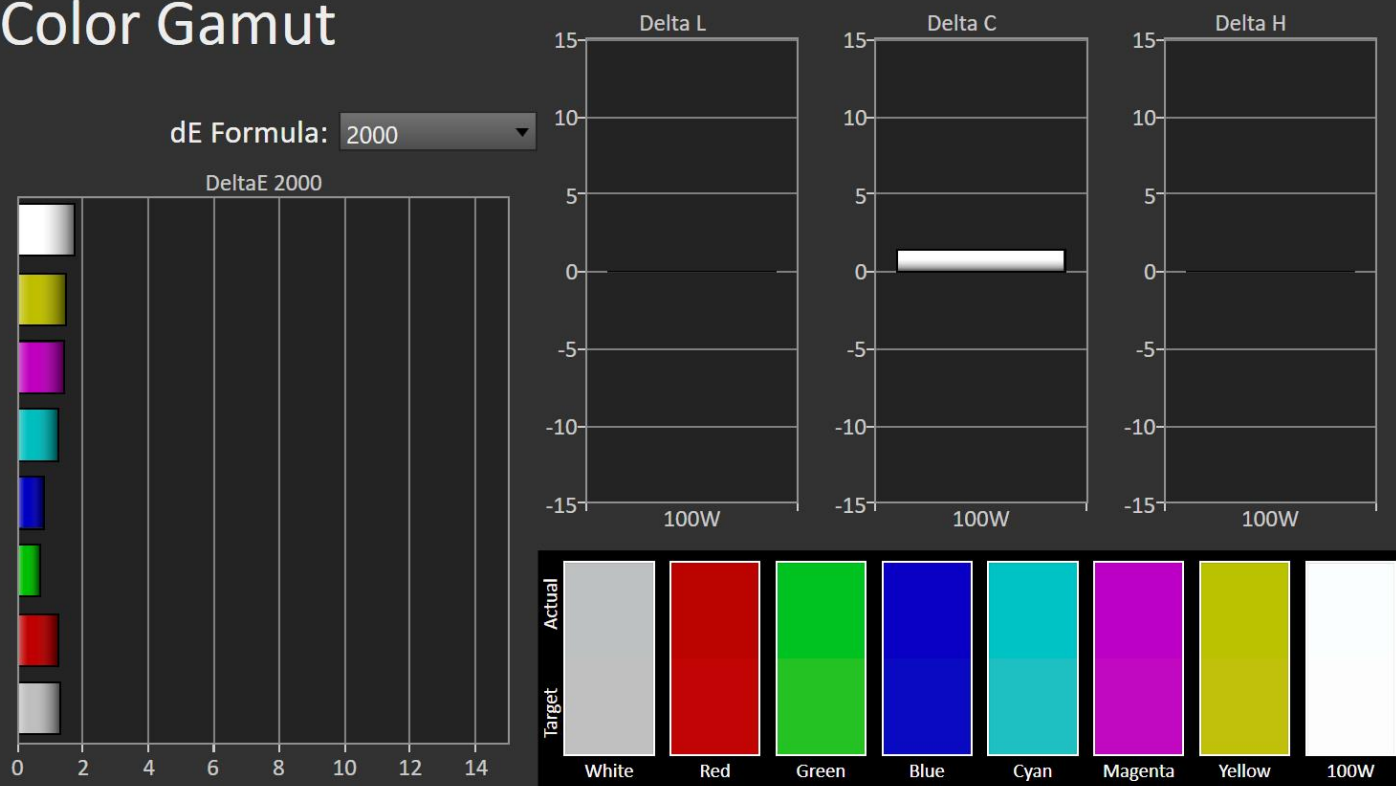 Color Gamut
dE Formula: 2000
DeltaE 2000
0 2 4 6 8 10 12 14
Delta L
15
10
5
0
-5
-10
-15
100W
Delta C
15
10
5
0
-5
-10
-15
100W
Delta H
15
10
5
0
-5
-10
-15
100W
Actual
Target
White Red Green Blue Cyan Magenta Yellow 100W